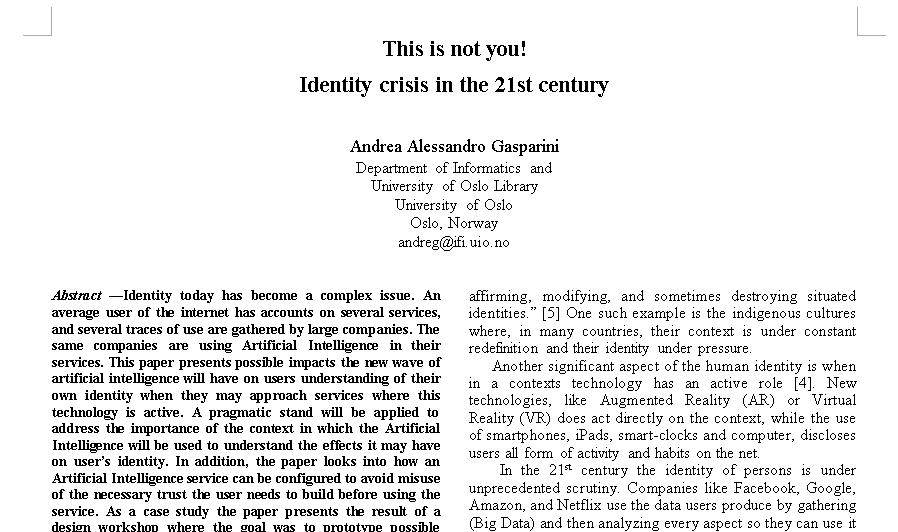 This is not you!
Identity crisis in the 21st century
Andrea Alessandro Gasparini
Department of Informatics and
University of Oslo Library
University of Oslo
Oslo, Norway
andreg@ifi.uio.no
Abstract —Identity today has become a complex issue. An
average user of the internet has accounts on several services,
and several traces of use are gathered by large companies. The
same companies are using Artificial Intelligence in their
services. This paper presents possible impacts the new wave of
artificial intelligence will have on users understanding of their
own identity when they may approach services where this
technology is active. A pragmatic stand will be applied to
address the importance of the context in which the Artificial
Intelligence will be used to understand the effects it may have
on user's identity. In addition, the paper looks into how an
Artificial Intelligence service can be configured to avoid misuse
of the necessary trust the user needs to build before using the
service. As a case study the paper presents the result of a
design workshop where the goal was to prototype possible
affirming, modifying, and sometimes destroying situated
identities.” [5] One such example is the indigenous cultures
where, in many countries, their context is under constant
redefinition and their identity under pressure.
Another significant aspect of the human identity is when
in a contexts technology has an active role [4]. New
technologies, like Augmented Reality (AR) or Virtual
Reality (VR) does act directly on the context, while the use
of smartphones, iPads, smart-clocks and computer, discloses
users all form of activity and habits on the net.
In the 21st century the identity of persons is under
unprecedented scrutiny. Companies like Facebook, Google,
Amazon, and Netflix use the data users produce by gathering
(Big Data) and then analyzing every aspect so they can use it